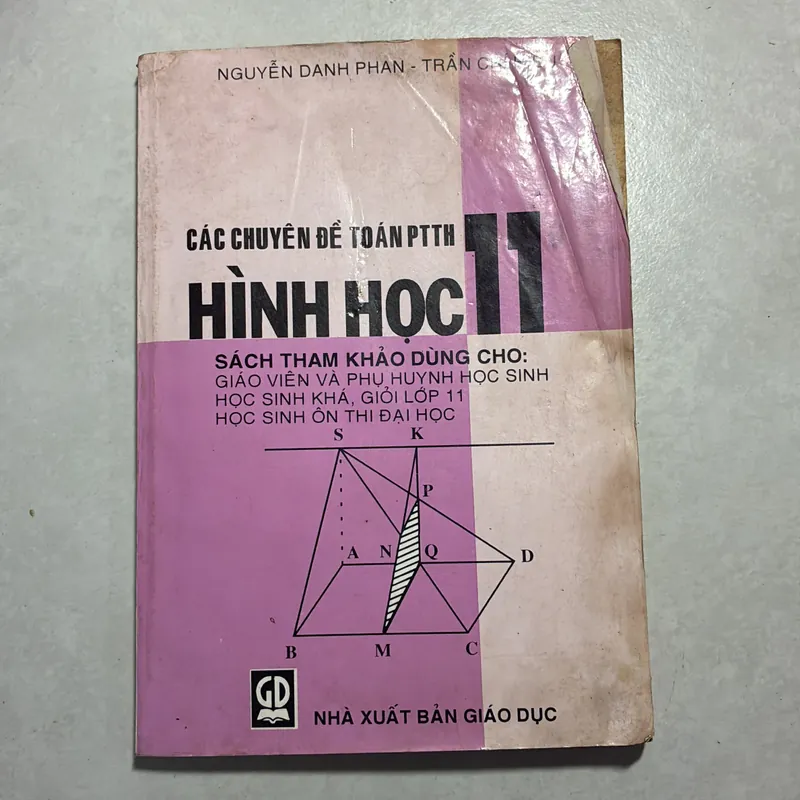 NGUYỄN DANH PHAN - TRẦN
CÁC CHUYÊN ĐỀ TOÁN PTTH
HÌNH HỌC 11
SÁCH THAM KHẢO DÙNG CHO:
GIÁO VIÊN VÀ PHỤ HUYNH HỌC SINH
HỌC SINH KHÁ, GIỎI LỚP 11
HỌC SINH ÔN THI ĐẠI HỌC
S K
P
A N Q D
B M C
GD
NHÀ XUẤT BẢN GIÁO DỤC